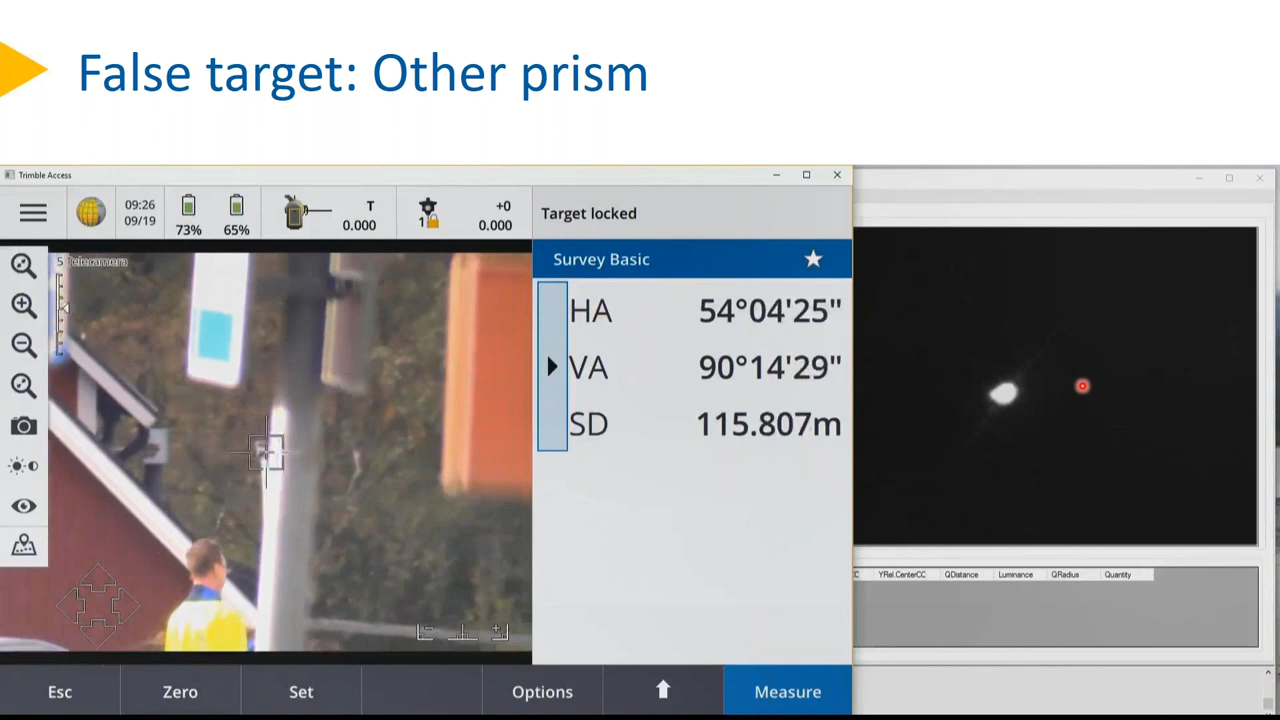 False target: Other prism
Trimble Access
09:26
09/19
73%
65%
T
0.000
1
+0
0.000
Target locked
5 Telecamera
Survey Basic
HA 54°04'25"
VA 90°14'29"
SD 115.807m
YRel.CenterCC QDistance Luminance QRadius Quantity
Esc Zero Set Options Measure